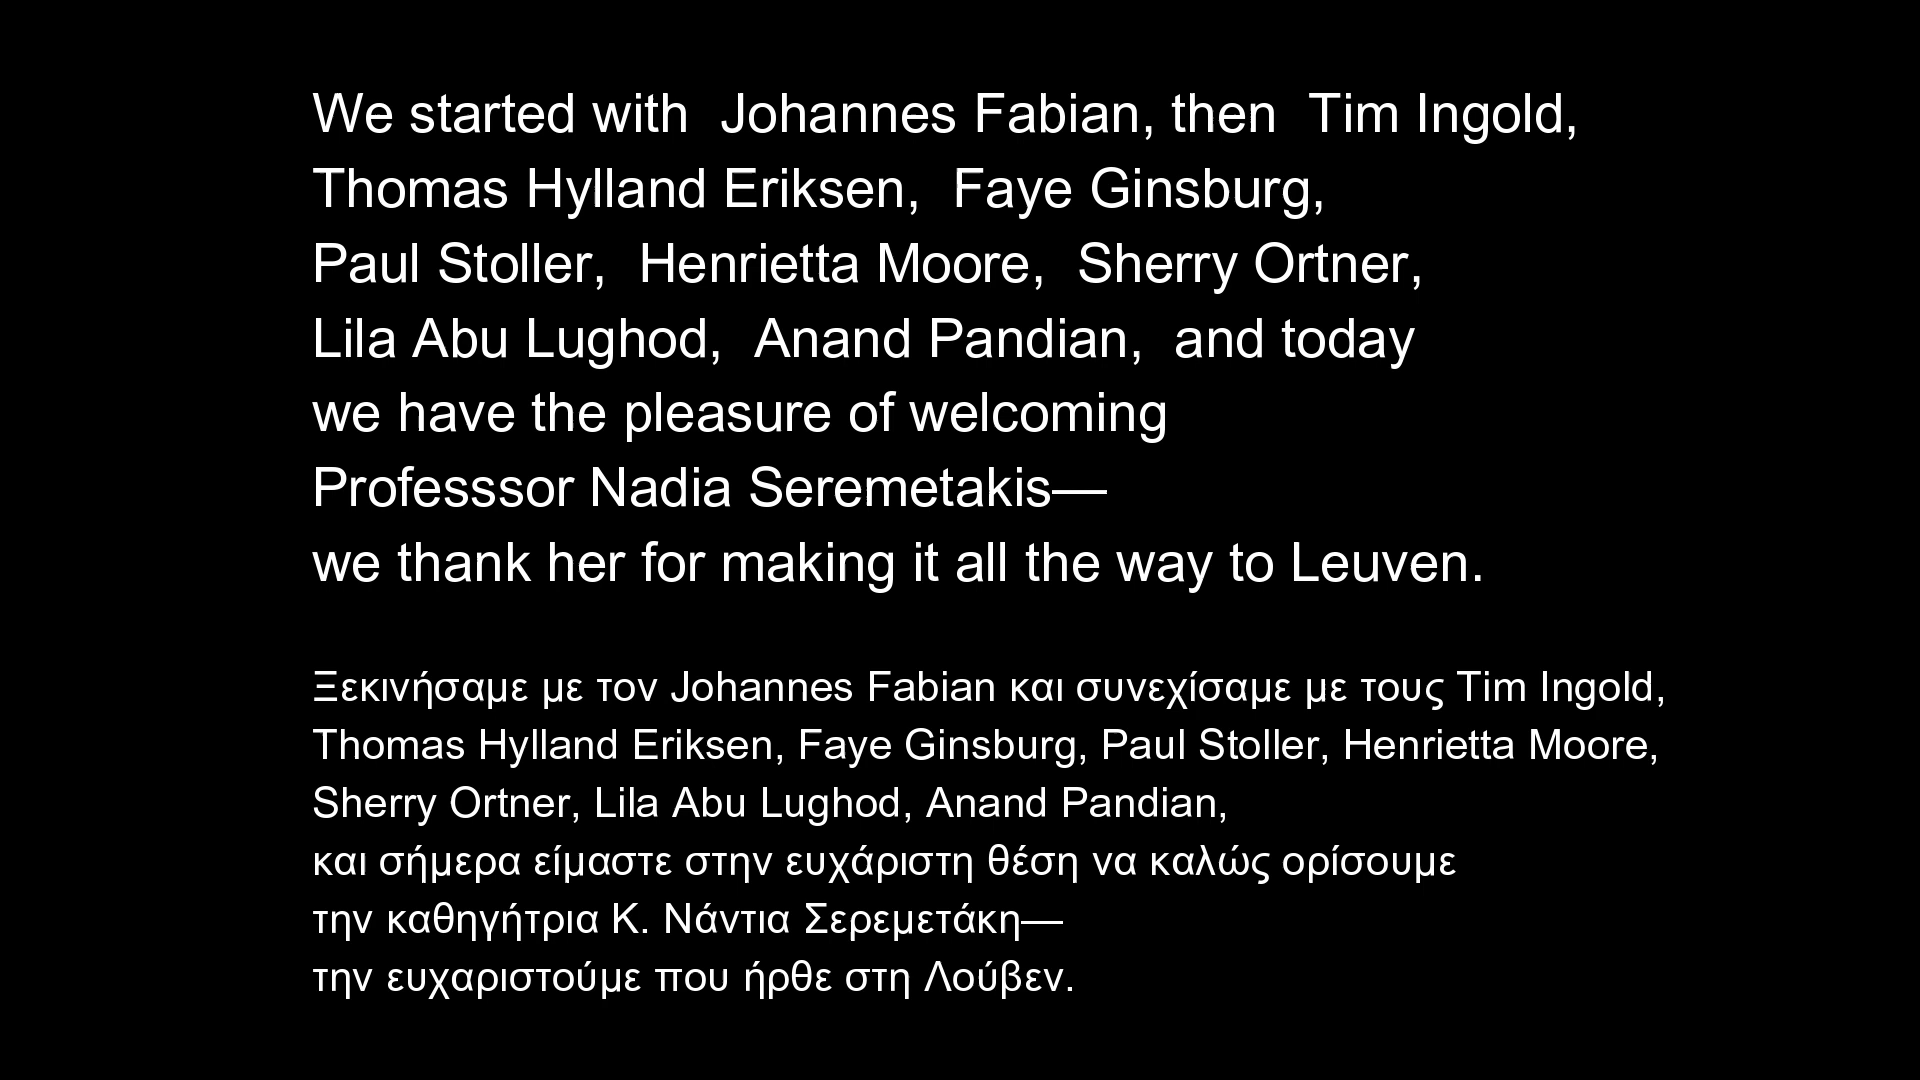 We started with  Johannes Fabian, then  Tim Ingold,
Thomas Hylland Eriksen,  Faye Ginsburg,
Paul Stoller,  Henrietta Moore,  Sherry Ortner,
Lila Abu Lughod,  Anand Pandian,  and today
we have the pleasure of welcoming
Professsor Nadia Seremetakis—
we thank her for making it all the way to Leuven.
Ξεκινήσαμε με τον Johannes Fabian και συνεχίσαμε με τους Tim Ingold,
Thomas Hylland Eriksen, Faye Ginsburg, Paul Stoller, Henrietta Moore,
Sherry Ortner, Lila Abu Lughod, Anand Pandian,
και σήμερα είμαστε στην ευχάριστη θέση να καλώς ορίσουμε
την καθηγήτρια Κ. Νάντια Σερεμετάκη—
την ευχαριστούμε που ήρθε στη Λούβεν.